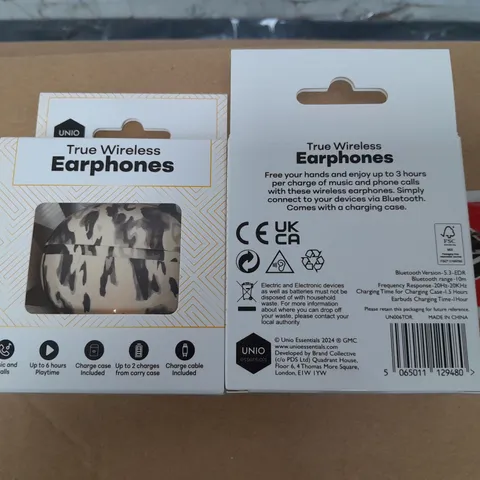 UNIO
True Wireless
Earphones
Music and
calls
Up to 6 hours
Playtime
Charge case
Included
Up to 2 charges
from carry case
Charge cable
Included
True Wireless
Earphones
Free your hands and enjoy up to 3 hours
per charge of music and phone calls
with these wireless earphones. Simply
connect to your devices via Bluetooth.
Comes with a charging case.
CE UK
CA
FSC
MIX
Electric and Electronic devices
as well as batteries must not be
disposed of with household
waste. For more information
about where you can drop off
your waste, please contact your
local authority.
Bluetooth Version-5.3+EDR
Bluetooth range-10m
Frequency Response-20Hz-20KHz
Charging Time for Charging Case-1.5 Hours
Earbuds Charging Time-1Hour
Please retain this packaging for future reference.
UN0067OR MADE IN CHINA
UNIO
essentials
© Unio Essentials 2024 ® GMC
www.unioessentials.com
Developed by Brand Collective
(c/o PDS Ltd) Quadrant House,
Floor 6, 4 Thomas More Square,
London. E1W 1YW
5 065011 129480 >